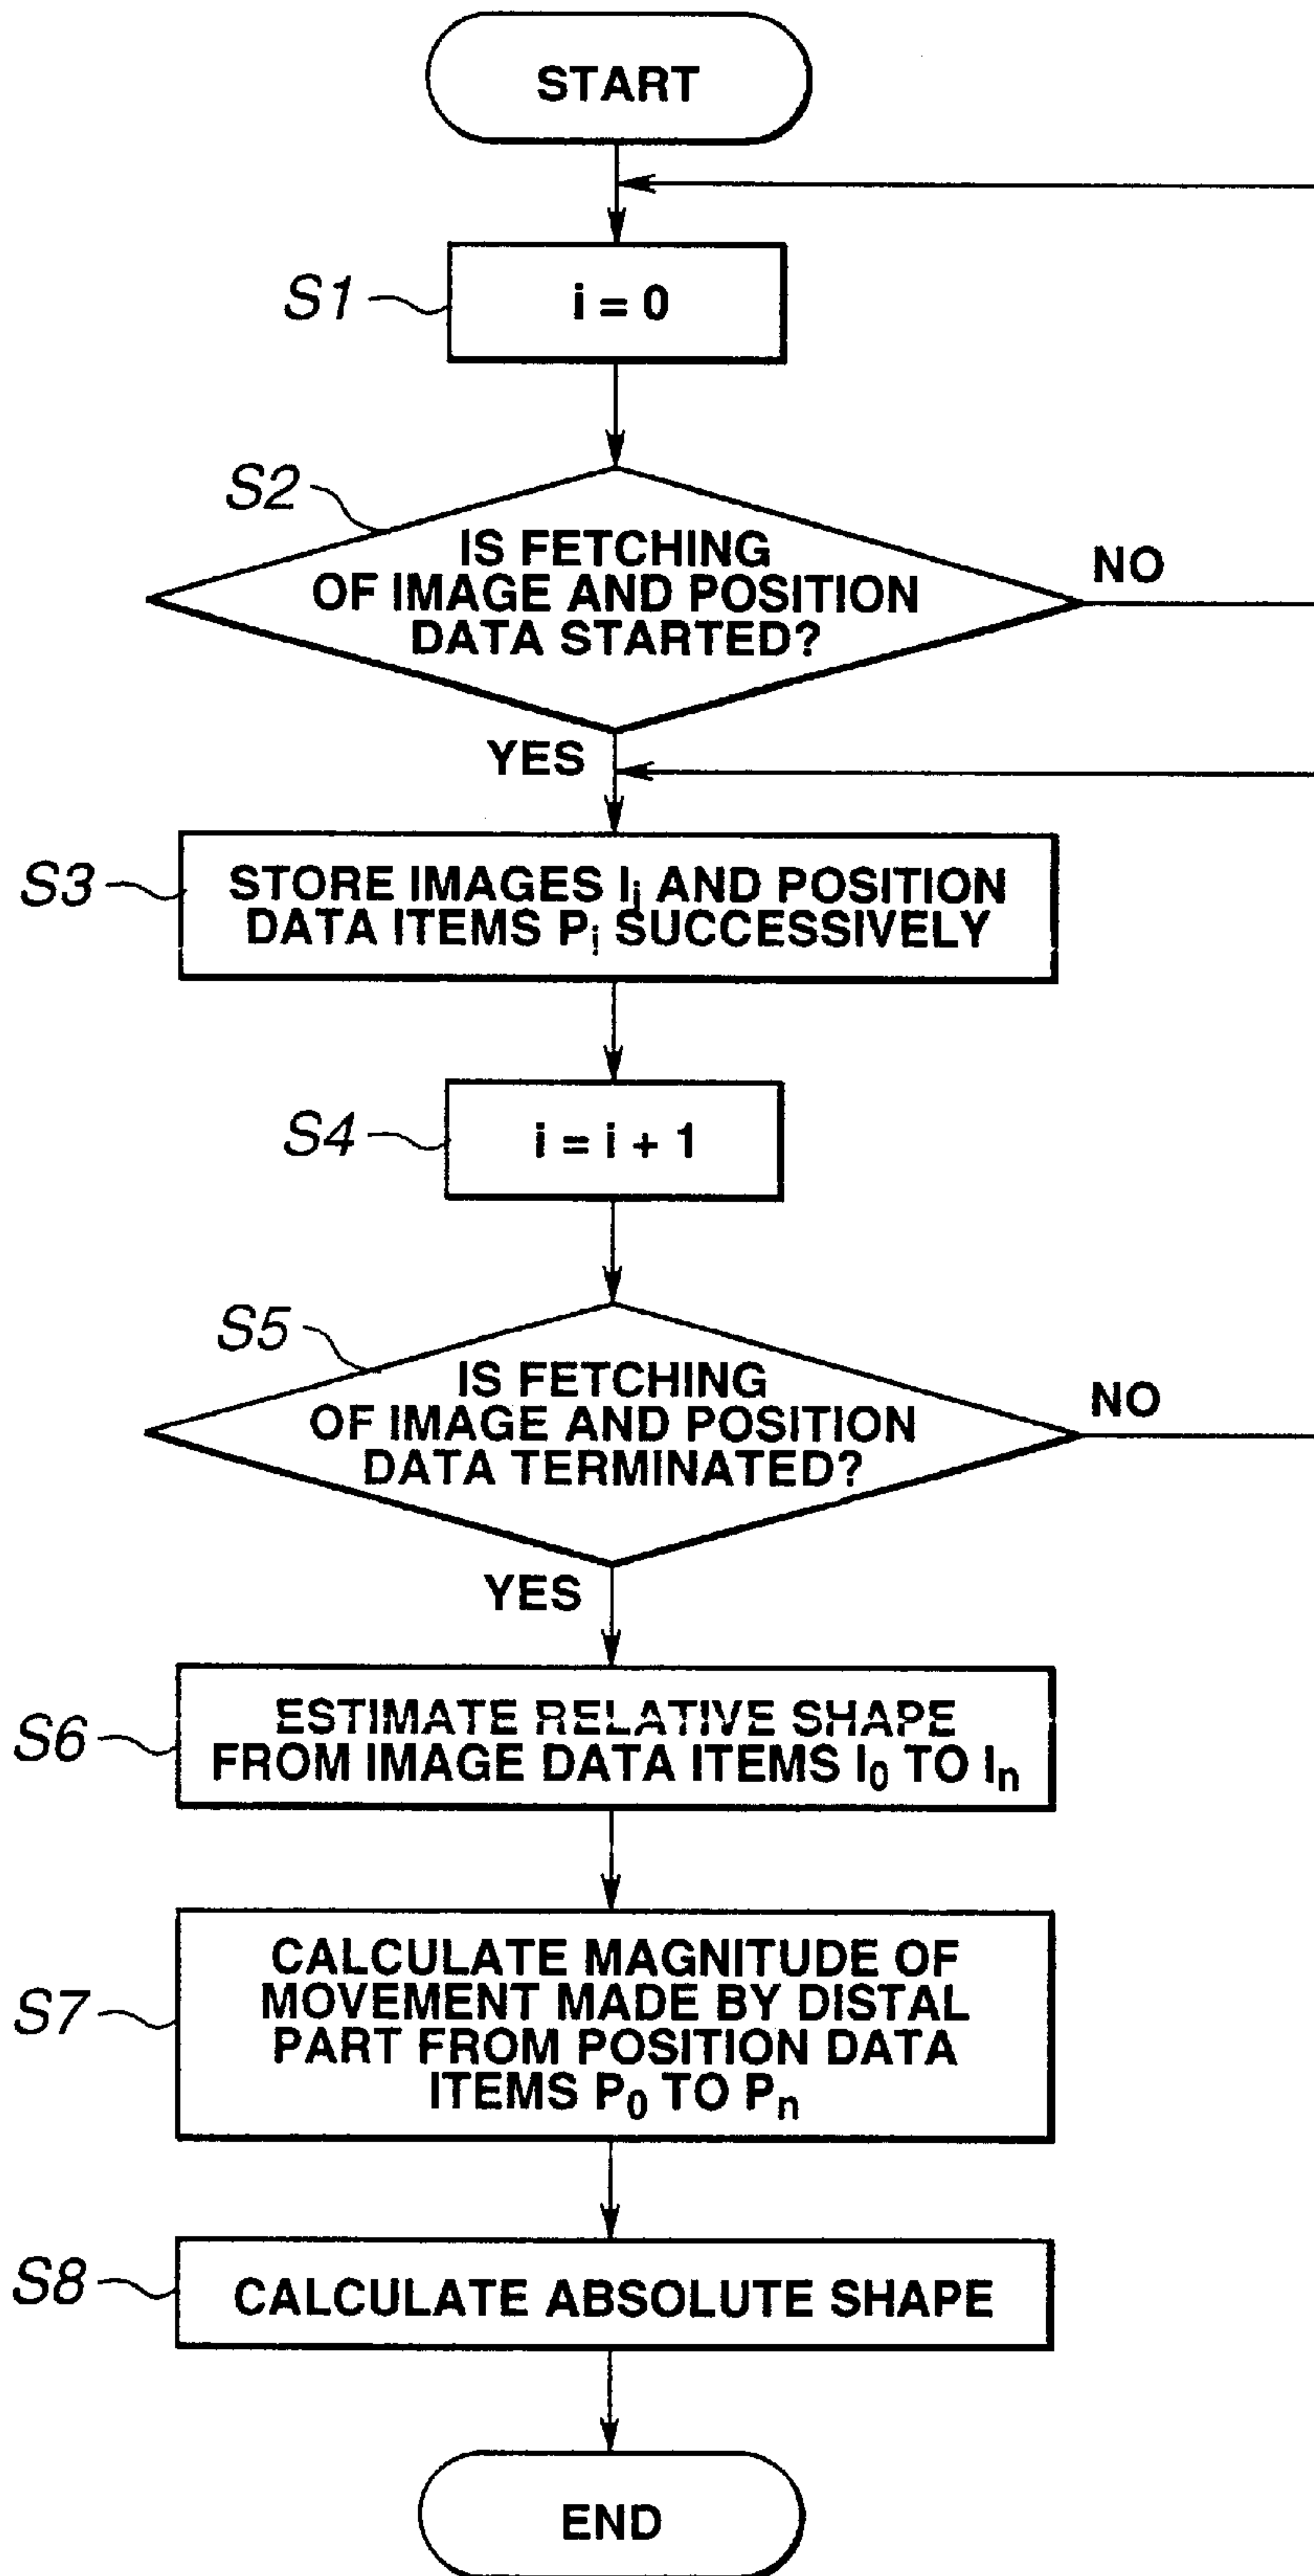 START
S1
i = 0
S2
IS FETCHING
OF IMAGE AND POSITION
DATA STARTED?
NO
YES
S3
STORE IMAGES Ii AND POSITION
DATA ITEMS Pi SUCCESSIVELY
S4
i = i + 1
S5
IS FETCHING
OF IMAGE AND POSITION
DATA TERMINATED?
NO
YES
S6
ESTIMATE RELATIVE SHAPE
FROM IMAGE DATA ITEMS I0 TO In
S7
CALCULATE MAGNITUDE OF
MOVEMENT MADE BY DISTAL
PART FROM POSITION DATA
ITEMS P0 TO Pn
S8
CALCULATE ABSOLUTE SHAPE
END